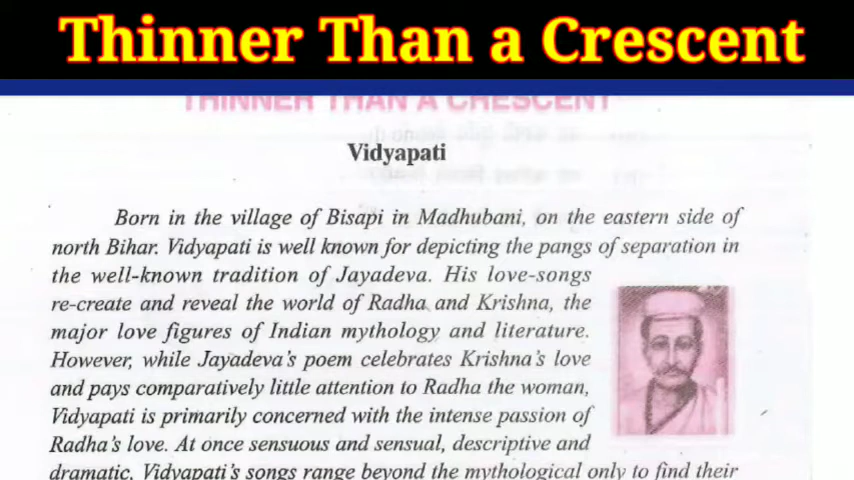 Thinner Than a Crescent
THINNER THAN A CRESCENT
Vidyapati
Born in the village of Bisapi in Madhubani, on the eastern side of
north Bihar. Vidyapati is well known for depicting the pangs of separation in
the well-known tradition of Jayadeva. His love-songs
re-create and reveal the world of Radha and Krishna, the
major love figures of Indian mythology and literature.
However, while Jayadeva's poem celebrates Krishna's love
and pays comparatively little attention to Radha the woman,
Vidyapati is primarily concerned with the intense passion of
Radha's love. At once sensuous and sensual, descriptive and
dramatic, Vidyapati's songs range beyond the mythological only to find their